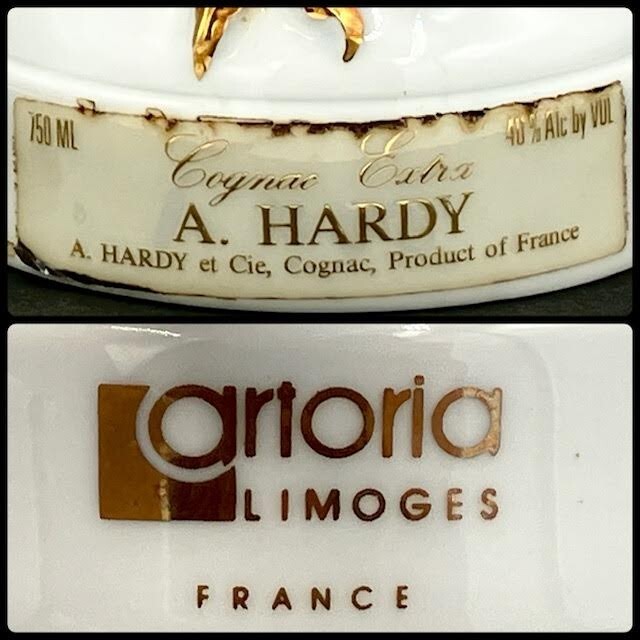 750 ML
40 % Alc by VOL
Cognac Extra
A. HARDY
A. HARDY et Cie, Cognac, Product of France
artoria
LIMOGES
FRANCE